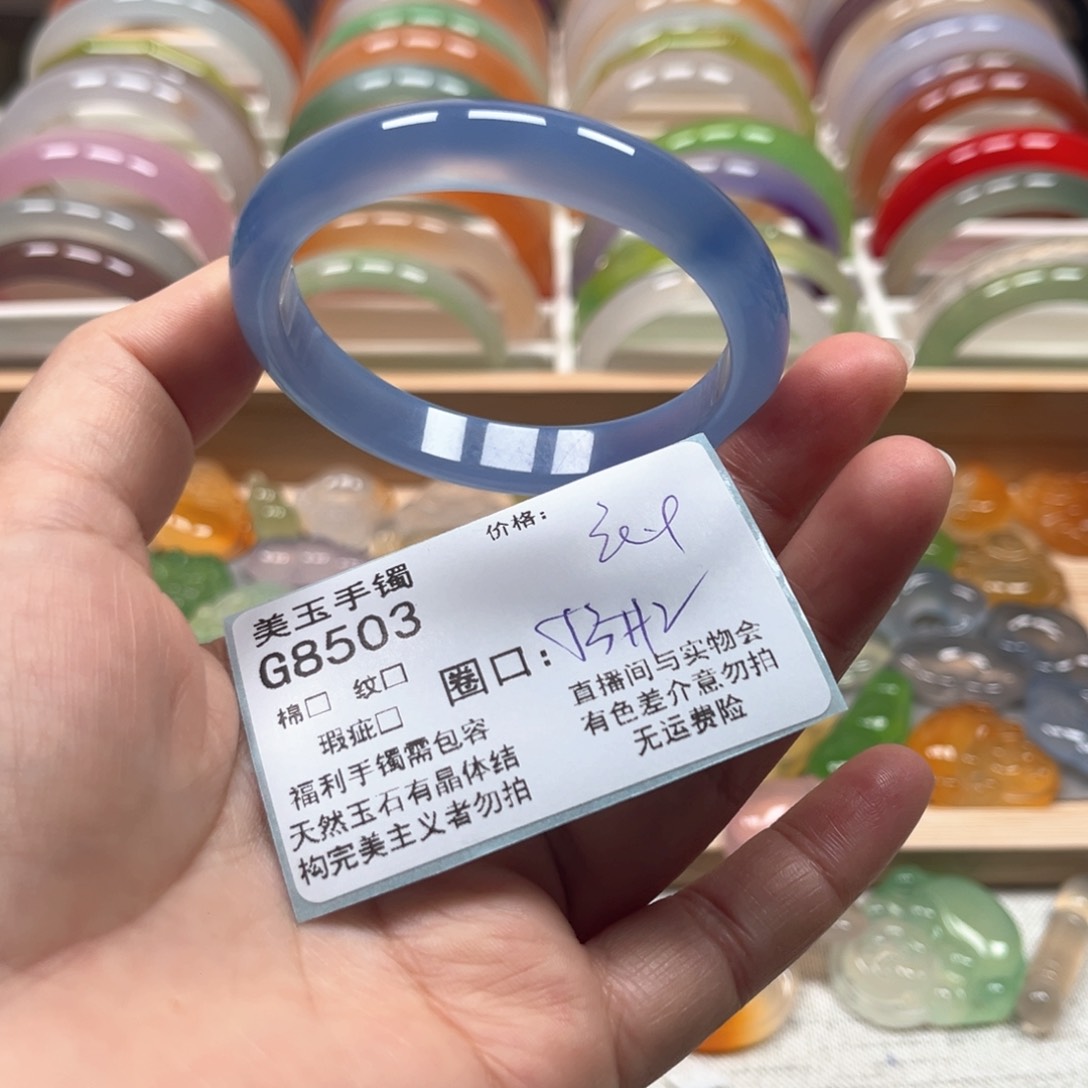 价格:
美玉手镯
G8503
棉□ 纹□
瑕疵□
圈口:
福利手镯需包容
天然玉石有晶体结
构完美主义者勿拍
直播间与实物会
有色差介意勿拍
无运费险